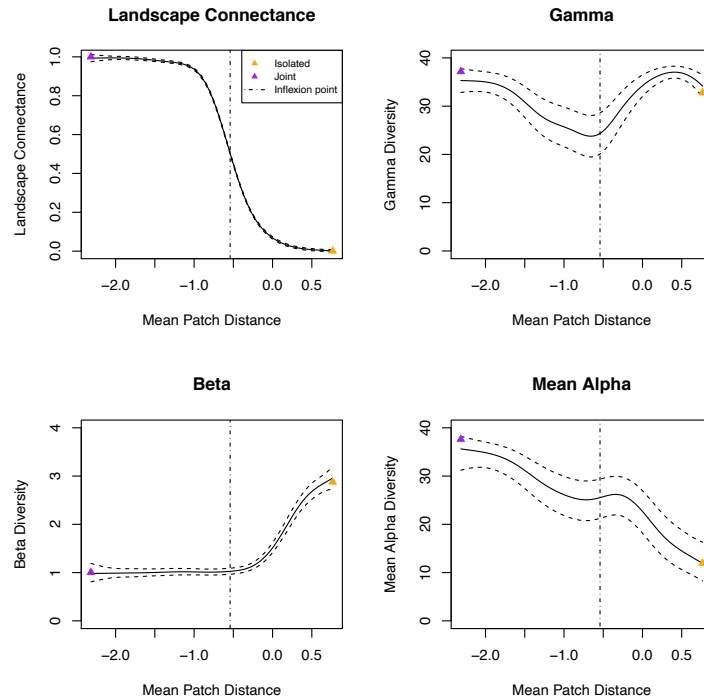 Landscape Connectance
Landscape Connectance
0.0 0.2 0.4 0.6 0.8 1.0
Isolated
Joint
Inflexion point
-2.0 -1.0 0.0 0.5
Mean Patch Distance
Gamma
Gamma Diversity
0 10 20 30 40
-2.0 -1.0 0.0 0.5
Mean Patch Distance
Beta
Beta Diversity
0 1 2 3 4
-2.0 -1.0 0.0 0.5
Mean Patch Distance
Mean Alpha
Mean Alpha Diversity
0 10 20 30 40
-2.0 -1.0 0.0 0.5
Mean Patch Distance